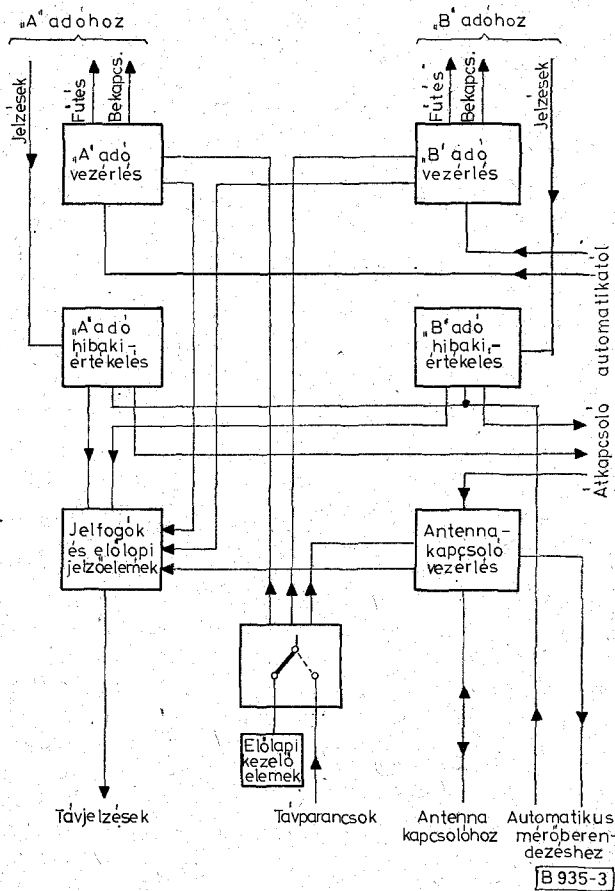 „A" adóhoz
„B" adóhoz
Jelzések
Fűtés
Bekapcs.
Fűtés
Bekapcs.
Jelzések
„A" adó
vezérlés
„B" adó
vezérlés
automatikától
Átkapcsoló
„A" adó
hibaki-
értékelés
„B" adó
hibaki-
értékelés
Jelfogók
és előlapi
jelzőelemek
Antenna-
kapcsoló
vezérlés
Előlapi
kezelő
elemek
Távjelzések
Távparancsok
Antenna
kapcsolóhoz
Automatikus
mérőberen-
dezéshez
B 935-3